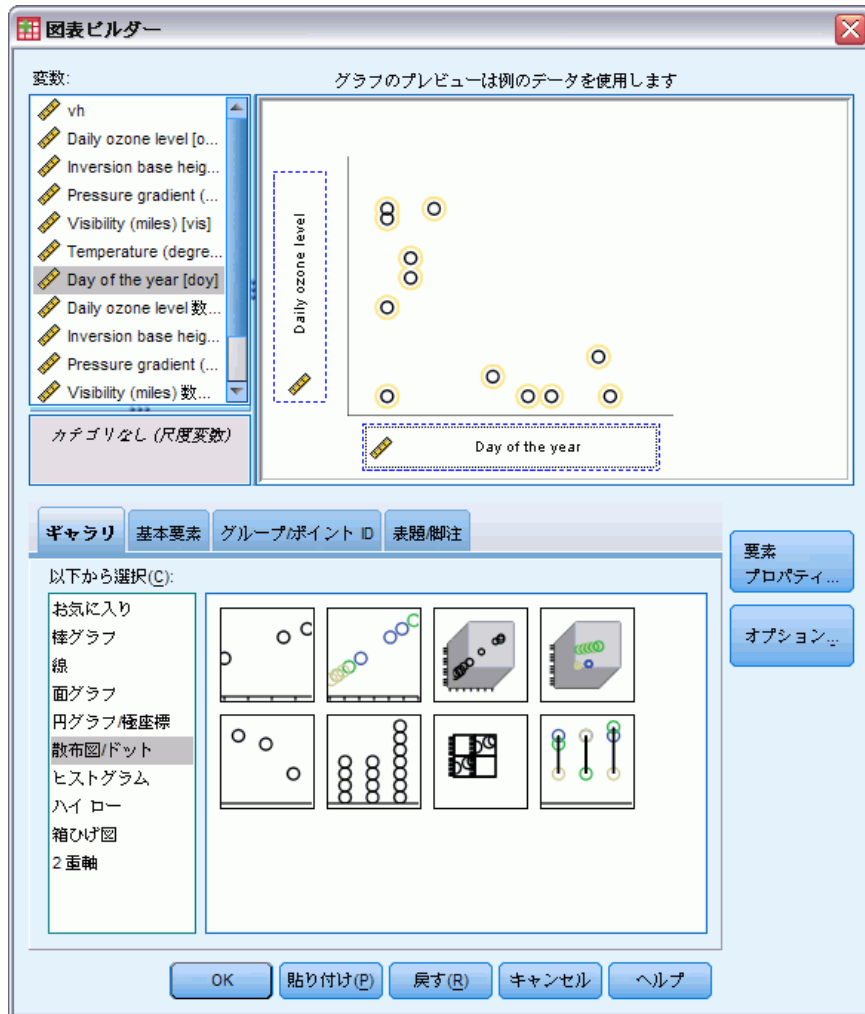 図表ビルダー
変数:
グラフのプレビューは例のデータを使用します
vh
Daily ozone level [o...
Inversion base heig...
Pressure gradient (...
Visibility (miles) [vis]
Temperature (degre...
Day of the year [doy]
Daily ozone level 数...
Inversion base heig...
Pressure gradient (...
Visibility (miles) 数...
カテゴリなし (尺度変数)
Daily ozone level
Day of the year
ギャラリ
基本要素
グループ/ポイント ID
表題/脚注
以下から選択(C):
お気に入り
棒グラフ
線
面グラフ
円グラフ/極座標
散布図/ドット
ヒストグラム
ハイ ロー
箱ひげ図
2 重軸
要素
プロパティ...
オプション...
OK
貼り付け(P)
戻す(R)
キャンセル
ヘルプ